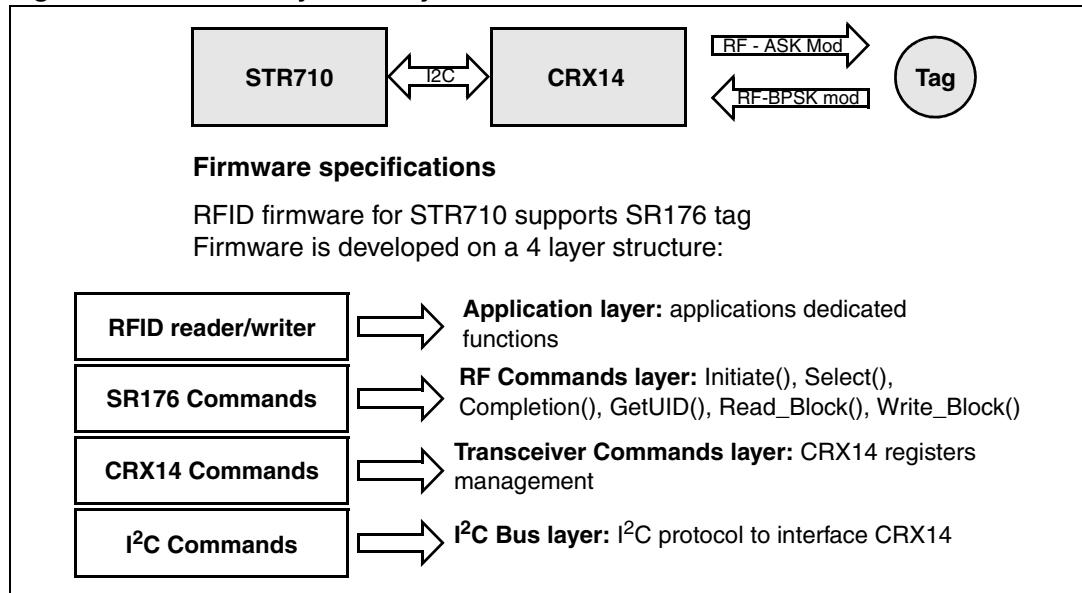 STR710
I2C
CRX14
RF - ASK Mod
RF-BPSK mod
Tag
Firmware specifications
RFID firmware for STR710 supports SR176 tag
Firmware is developed on a 4 layer structure:
RFID reader/writer
Application layer: applications dedicated
functions
SR176 Commands
RF Commands layer: Initiate(), Select(),
Completion(), GetUID(), Read_Block(), Write_Block()
CRX14 Commands
Transceiver Commands layer: CRX14 registers
management
I²C Commands
I²C Bus layer: I²C protocol to interface CRX14